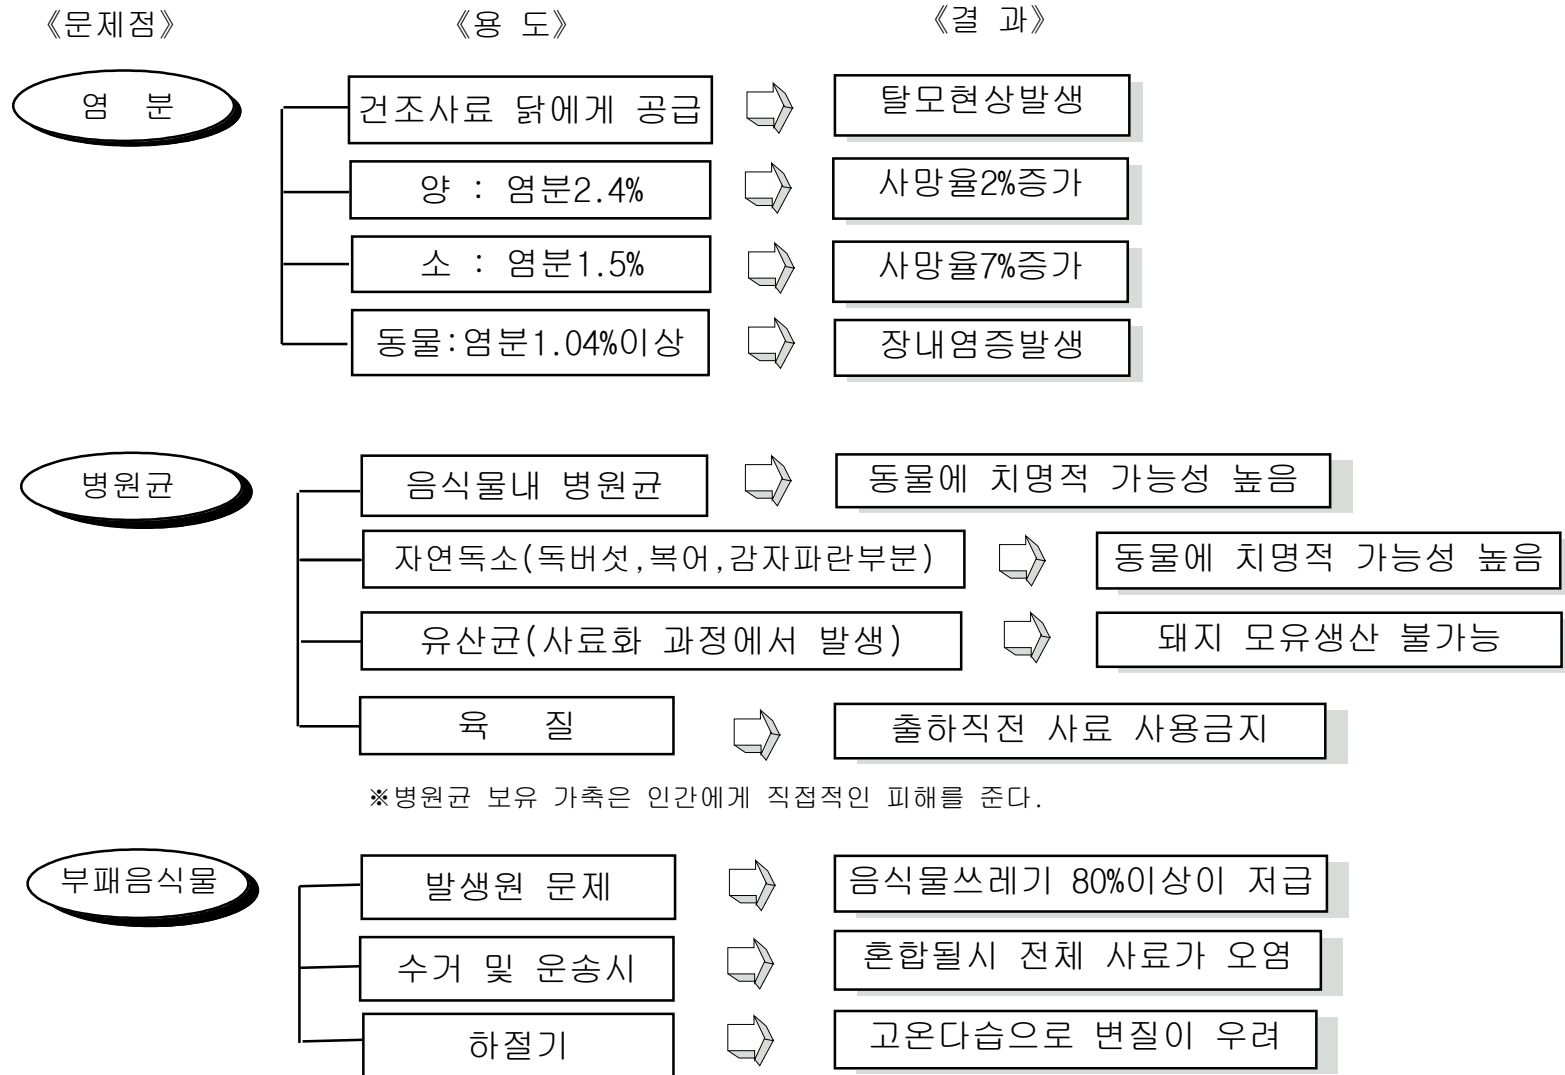 《문제점》 《용 도》 《결 과》
염 분
건조사료 닭에게 공급 탈모현상발생
양 : 염분2.4% 사망율2%증가
소 : 염분1.5% 사망율7%증가
동물:염분1.04%이상 장내염증발생
병원균
음식물내 병원균 동물에 치명적 가능성 높음
자연독소(독버섯,복어,감자파란부분) 동물에 치명적 가능성 높음
유산균(사료화 과정에서 발생) 돼지 모유생산 불가능
육 질 출하직전 사료 사용금지
※병원균 보유 가축은 인간에게 직접적인 피해를 준다.
부패음식물
발생원 문제 음식물쓰레기 80%이상이 저급
수거 및 운송시 혼합될시 전체 사료가 오염
하절기 고온다습으로 변질이 우려